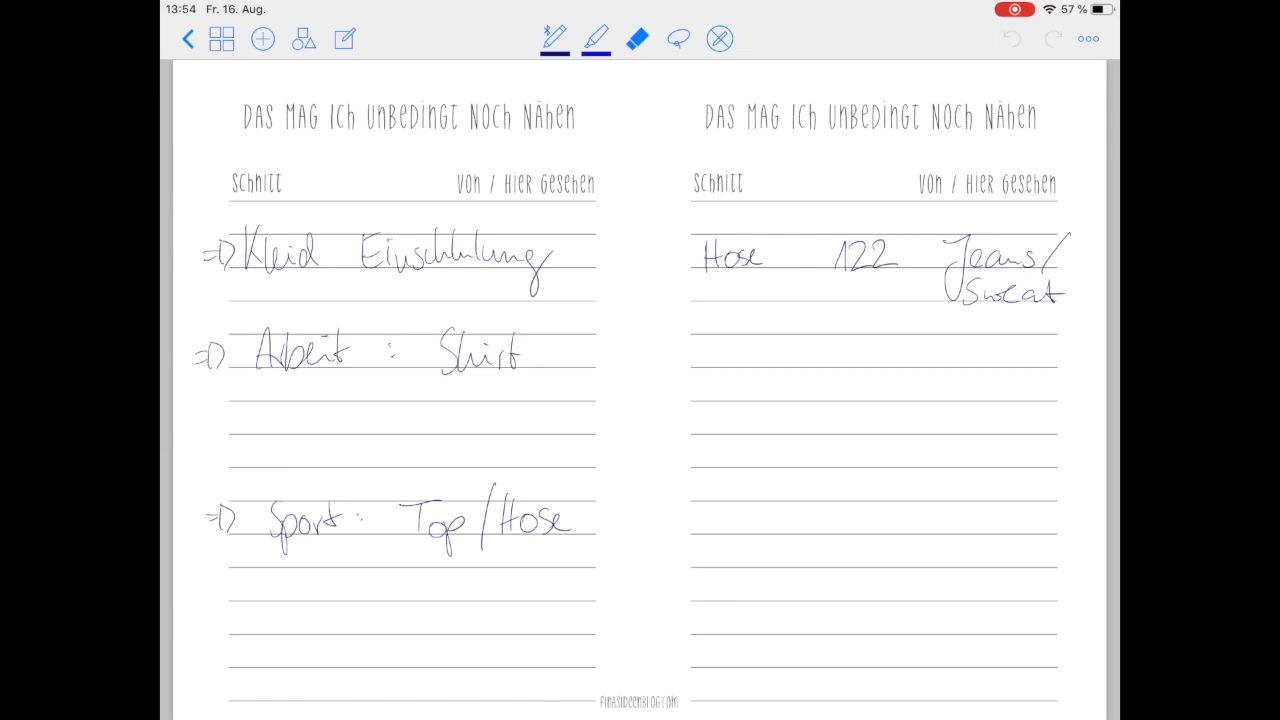 13:54 Fr. 16. Aug. 57 %
DAS MAG ICH UNBEDINGT NOCH NÄHEN
SCHNITT VON / HIER GESEHEN
⇒ Kleid Einschulung
⇒ Arbeit : Shirt
⇒ Sport : Top / Hose
DAS MAG ICH UNBEDINGT NOCH NÄHEN
SCHNITT VON / HIER GESEHEN
Hose 122 Jeans/
Sweat
FINASIDEENBLOG.COM